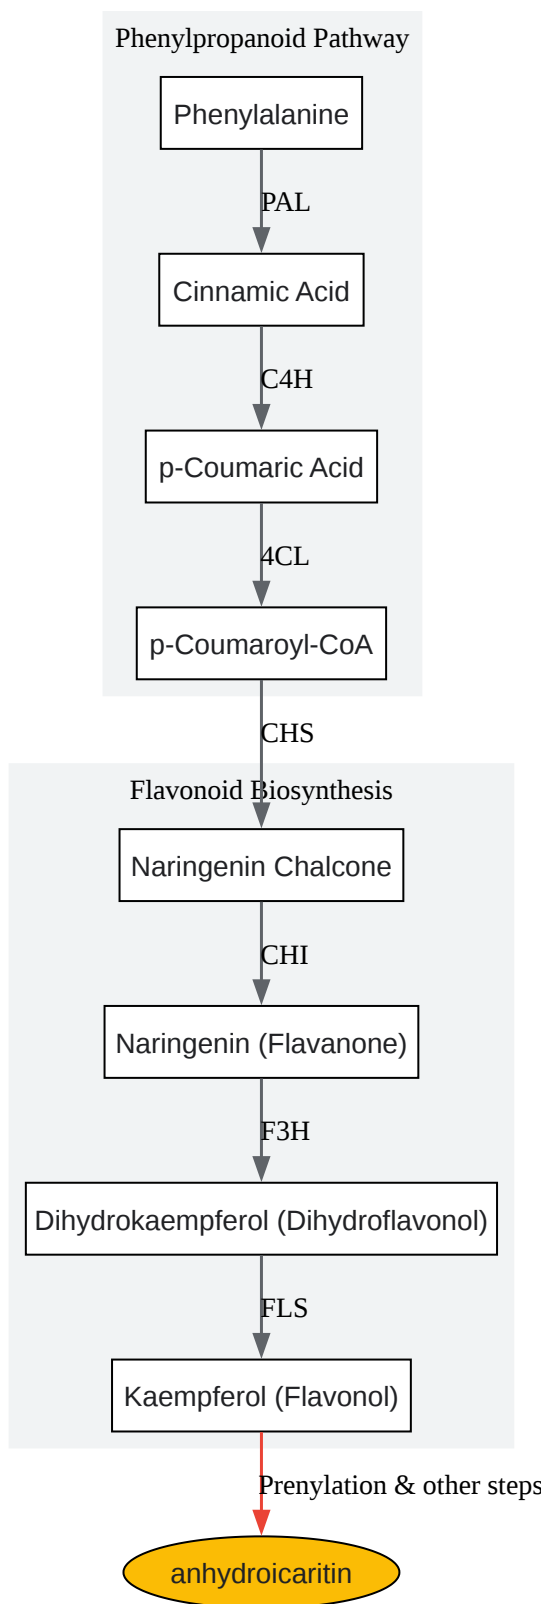 Phenylpropanoid Pathway
Phenylalanine
PAL
Cinnamic Acid
C4H
p-Coumaric Acid
4CL
p-Coumaroyl-CoA
CHS
Flavonoid Biosynthesis
Naringenin Chalcone
CHI
Naringenin (Flavanone)
F3H
Dihydrokaempferol (Dihydroflavonol)
FLS
Kaempferol (Flavonol)
Prenylation & other steps
anhydroicaritin